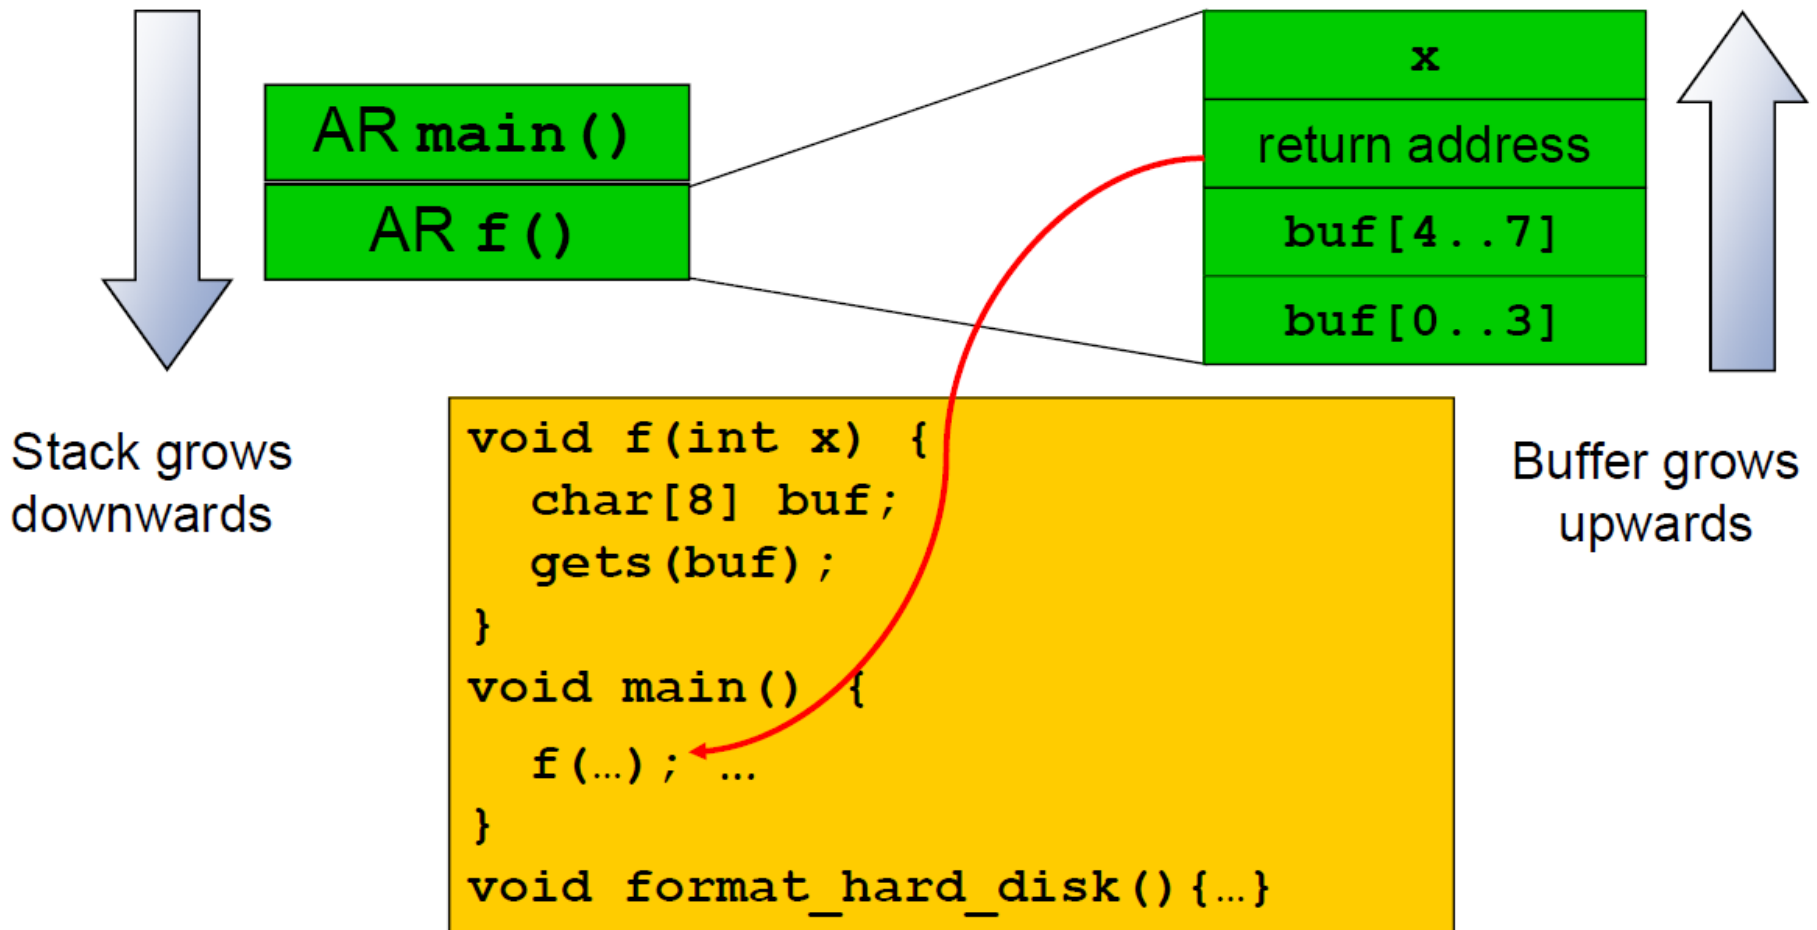 AR main()
AR f()
x
return address
buf[4..7]
buf[0..3]
Stack grows
downwards
void f(int x) {
char[8] buf;
gets(buf);
}
void main() {
f(…); …
}
void format_hard_disk(){…}
Buffer grows
upwards